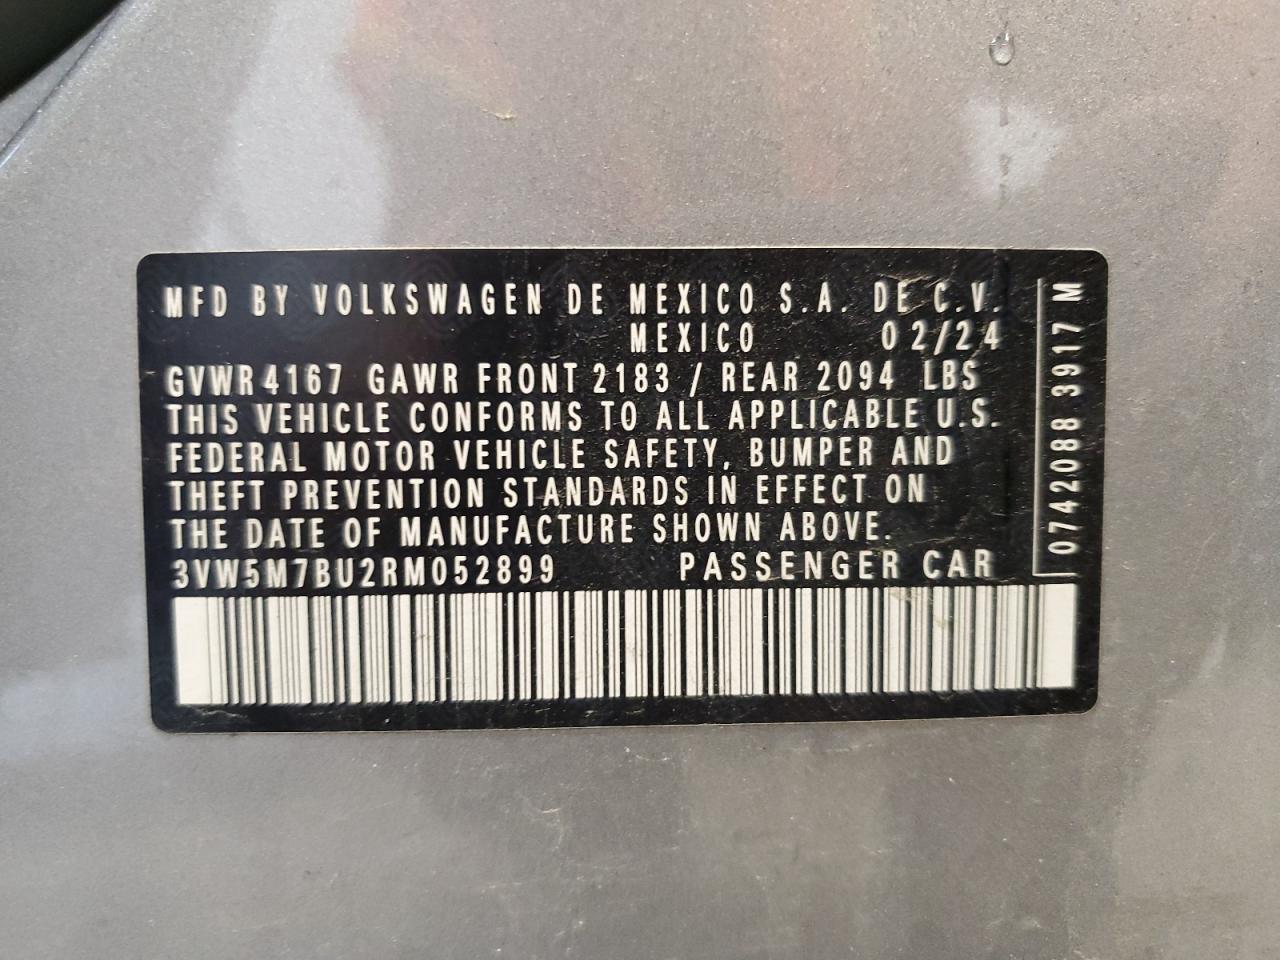 MFD BY VOLKSWAGEN DE MEXICO S.A. DE C.V.
MEXICO 02/24
GVWR 4167 GAWR FRONT 2183 / REAR 2094 LBS
THIS VEHICLE CONFORMS TO ALL APPLICABLE U.S.
FEDERAL MOTOR VEHICLE SAFETY, BUMPER AND
THEFT PREVENTION STANDARDS IN EFFECT ON
THE DATE OF MANUFACTURE SHOWN ABOVE.
3VW5M7BU2RM052899 PASSENGER CAR
0742088 3917 M